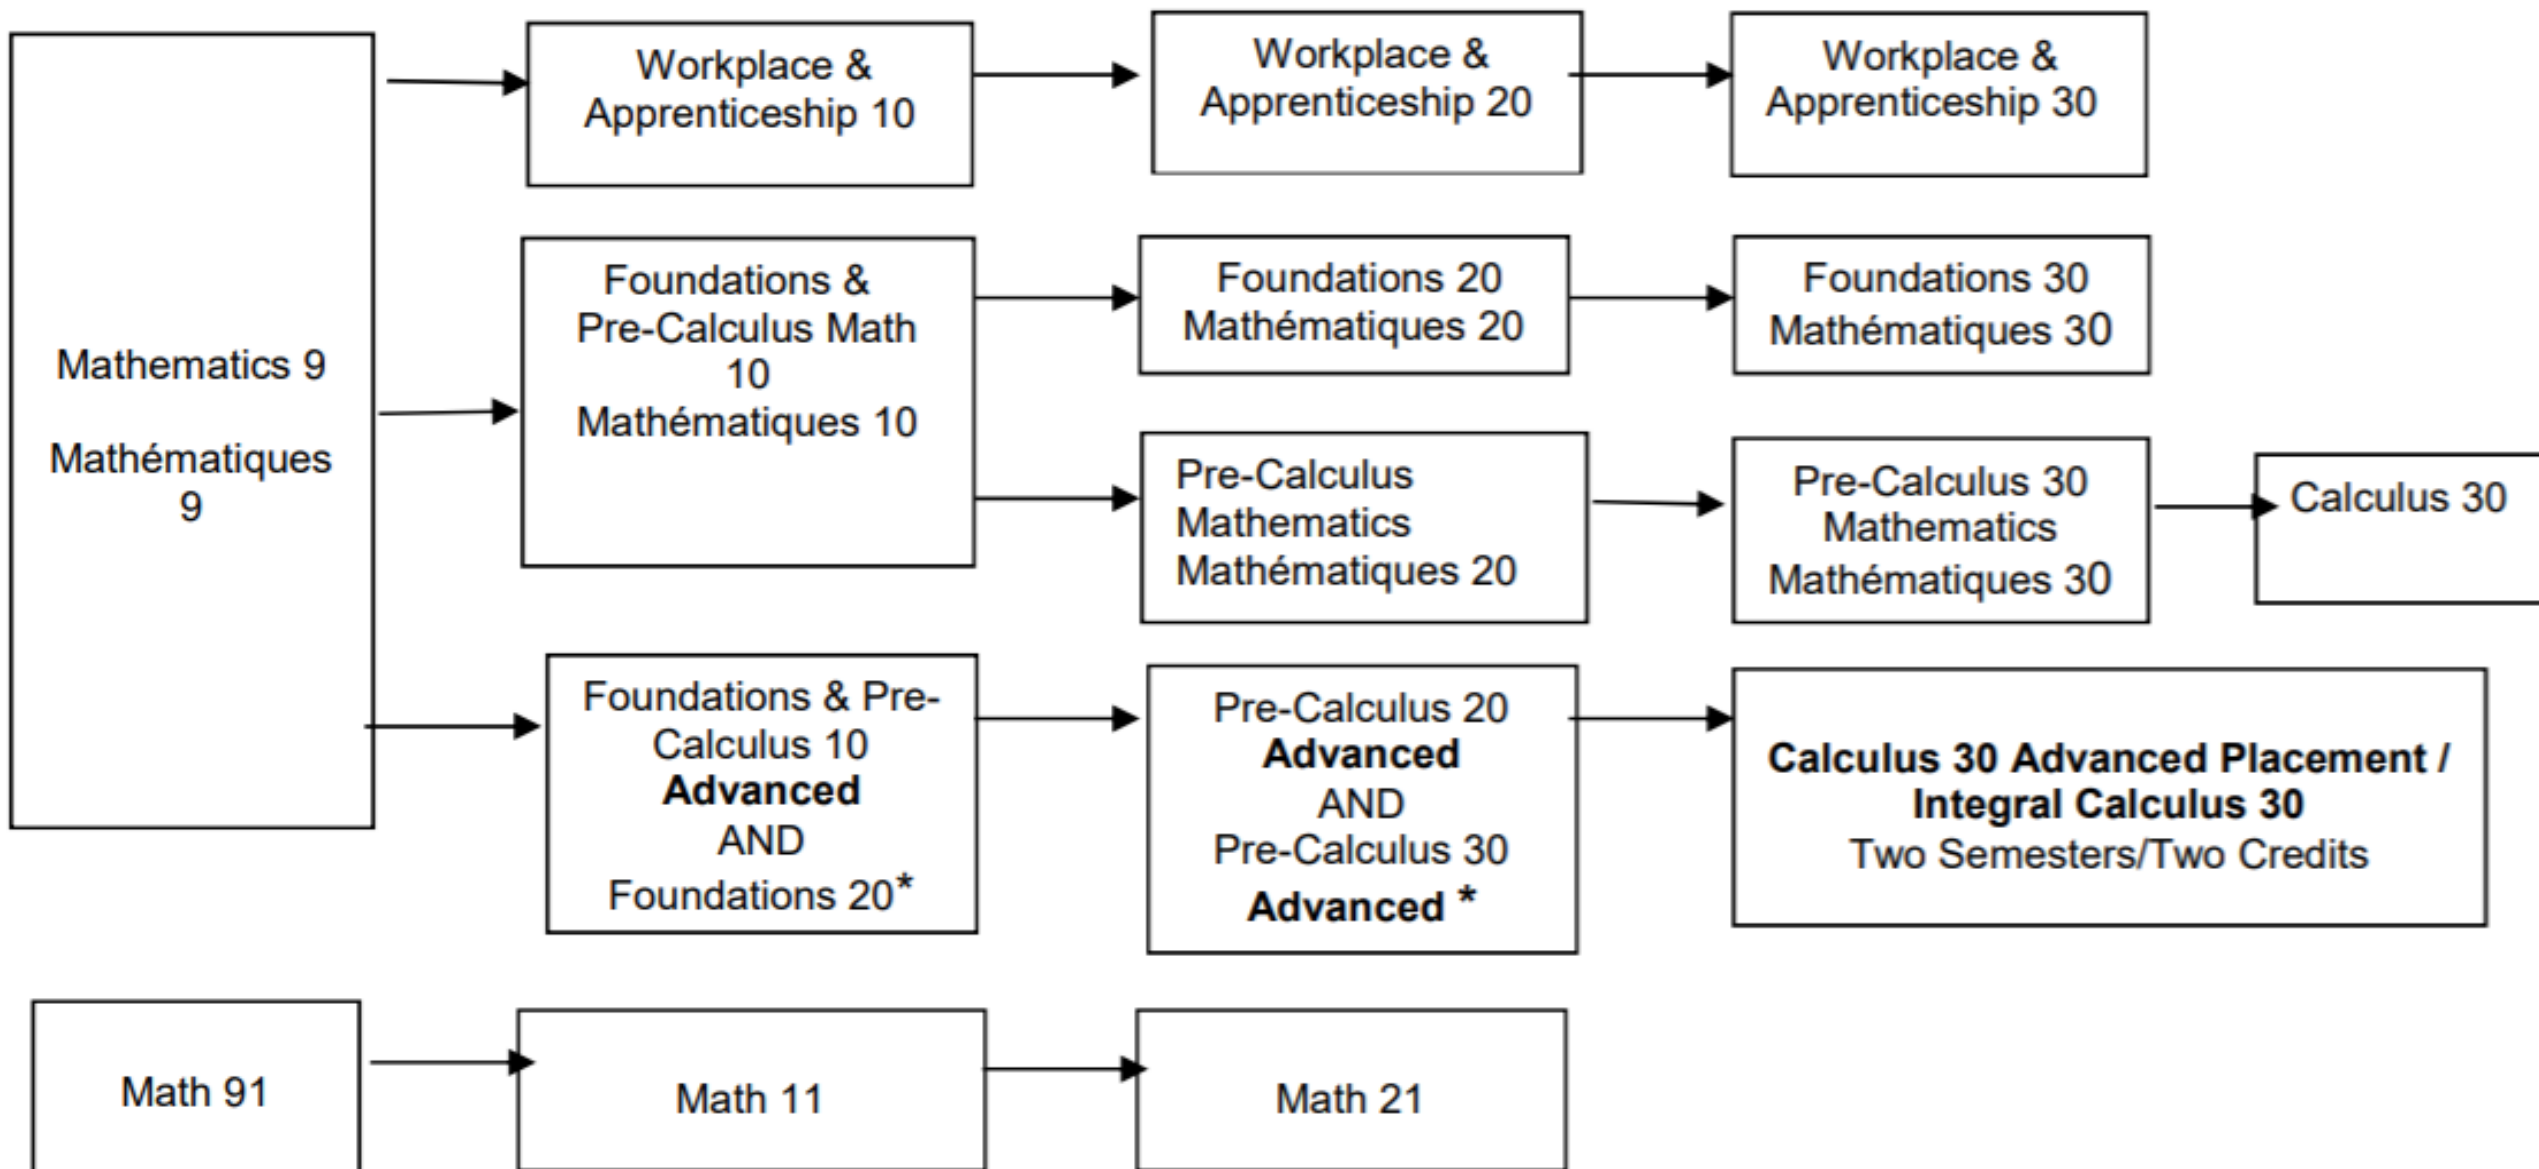 Mathematics 9
Mathématiques
9
Workplace &
Apprenticeship 10
Workplace &
Apprenticeship 20
Workplace &
Apprenticeship 30
Foundations &
Pre-Calculus Math
10
Mathématiques 10
Foundations 20
Mathématiques 20
Foundations 30
Mathématiques 30
Pre-Calculus
Mathematics
Mathématiques 20
Pre-Calculus 30
Mathematics
Mathématiques 30
Calculus 30
Foundations & Pre-
Calculus 10
Advanced
AND
Foundations 20*
Pre-Calculus 20
Advanced
AND
Pre-Calculus 30
Advanced *
Calculus 30 Advanced Placement /
Integral Calculus 30
Two Semesters/Two Credits
Math 91
Math 11
Math 21